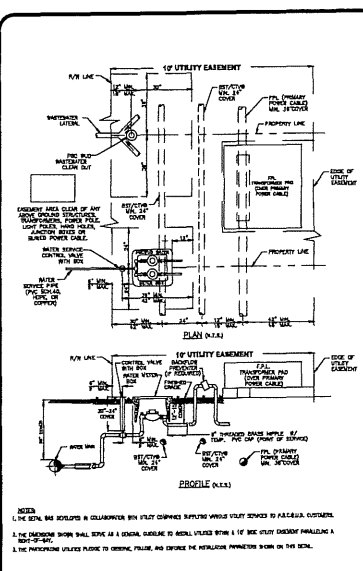 10' UTILITY EASEMENT
R/W LINE
BST/CTV@
MIN. 24"
COVER
FPL (PRIMARY
POWER CABLE)
MIN. 36" COVER
WASTEWATER
LATERAL
PROPERTY LINE
PBC WUD
WASTEWATER
CLEAN OUT
FPL
TRANSFORMER PAD
(OVER PRIMARY
POWER CABLE)
EDGE OF
UTILITY
EASEMENT
EASEMENT AREA CLEAR OF ANY
ABOVE GROUND STRUCTURES,
TRANSFORMERS, POWER POLE,
LIGHT POLES, HAND HOLES,
JUNCTION BOXES OR
BURIED POWER CABLE.
BST/CTV@
MIN. 24"
COVER
WATER SERVICE
CONTROL VALVE
WITH BOX
WATER
SERVICE PIPE
(PVC SCH.40,
HDPE, OR
COPPER)
PROPERTY LINE
PLAN (N.T.S.)
R/W LINE
10' UTILITY EASEMENT
EDGE OF
UTILITY
EASEMENT
CONTROL VALVE
WITH BOX
WATER METER
BOX
BACKFLOW
PREVENTER
(IF REQUIRED)
FINISHED
GRADE
F.P.L.
TRANSFORMER PAD
(OVER PRIMARY
POWER CABLE)
WATER MAIN
THREADED BRASS NIPPLE W/
TEMP. PVC CAP (POINT OF SERVICE)
BST/CTV@
MIN. 24"
COVER
BST/CTV@
MIN. 24"
COVER
FPL (PRIMARY
POWER CABLE)
MIN. 36" COVER
PROFILE (N.T.S.)
NOTES
1. THE DETAIL WAS DEVELOPED IN COLLABORATION WITH UTILITY COMPANIES SUPPLYING VARIOUS UTILITY SERVICES TO P.B.C.W.U.D. CUSTOMERS.
2. THE DIMENSIONS SHOWN SHALL SERVE AS A GENERAL GUIDELINE TO INSTALL UTILITIES WITHIN A 10' WIDE UTILITY EASEMENT PARALLELING A
RIGHT-OF-WAY.
3. THE PARTICIPATING UTILITIES PLEDGE TO OBSERVE, FOLLOW, AND ENFORCE THE INSTALLATION PARAMETERS SHOWN ON THIS DETAIL.